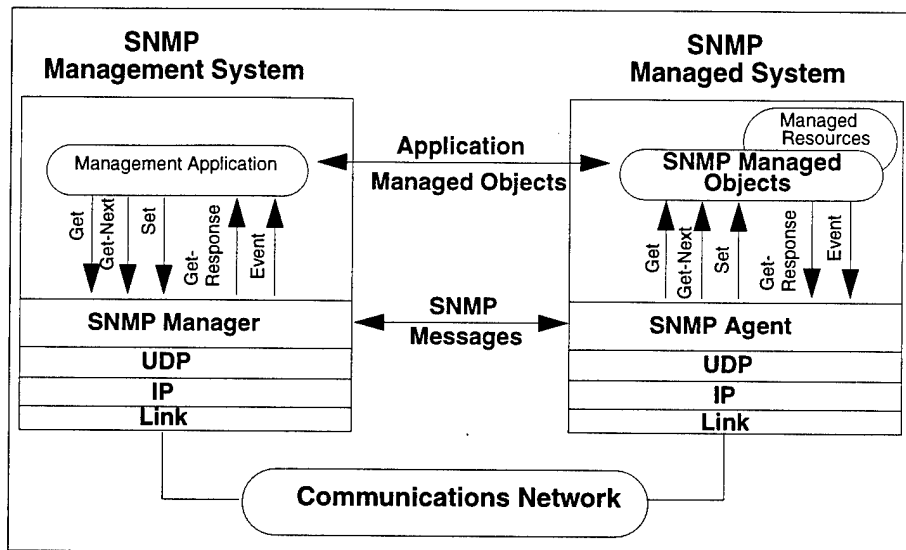 SNMP
Management System
SNMP
Managed System
Managed
Resources
Management Application
Application
Managed Objects
SNMP Managed
Objects
Get
Get-Next
Set
Get-
Response
Event
Get
Get-Next
Set
Get-
Response
Event
SNMP Manager
SNMP
Messages
SNMP Agent
UDP
IP
Link
UDP
IP
Link
Communications Network